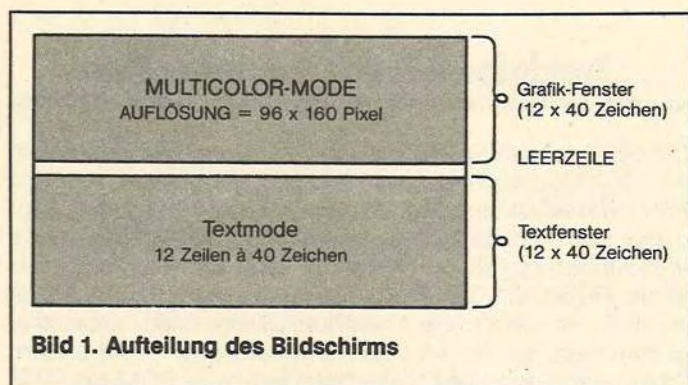 MULTICOLOR-MODE
AUFLÖSUNG = 96 x 160 Pixel
Grafik-Fenster
(12 x 40 Zeichen)
LEERZEILE
Textmode
12 Zeilen à 40 Zeichen
Textfenster
(12 x 40 Zeichen)
Bild 1. Aufteilung des Bildschirms